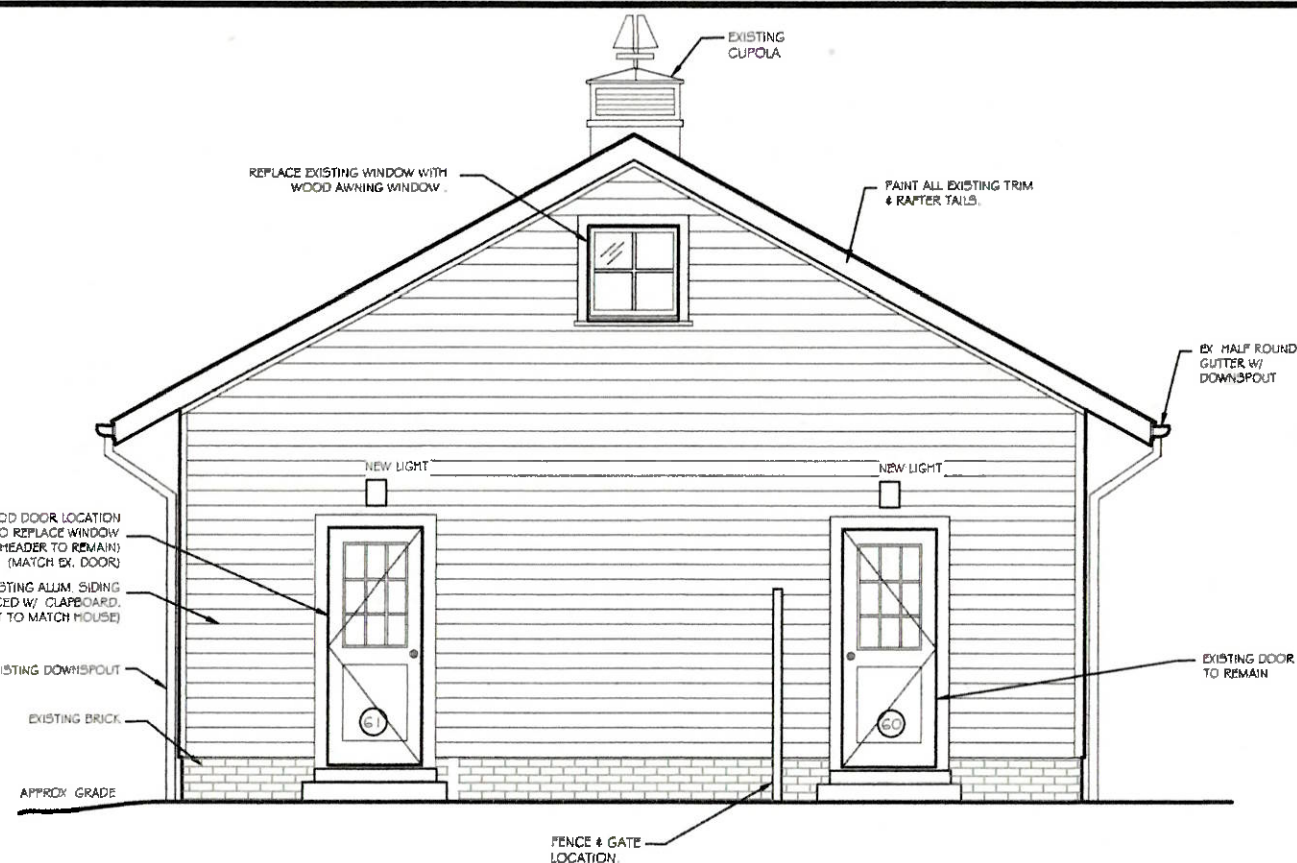 EXISTING
CUPOLA
REPLACE EXISTING WINDOW WITH
WOOD AWNING WINDOW.
PAINT ALL EXISTING TRIM
& RAFTER TAILS.
EX. HALF ROUND
GUTTER W/
DOWNSPOUT
NEW LIGHT
NEW LIGHT
OD DOOR LOCATION
O REPLACE WINDOW
HEADER TO REMAIN)
(MATCH EX. DOOR)
ISTING ALUM. SIDING
CED W/ CLAPBOARD.
T TO MATCH HOUSE)
ISTING DOWNSPOUT
EXISTING DOOR
TO REMAIN
EXISTING BRICK
61
60
APPROX GRADE
FENCE & GATE
LOCATION.